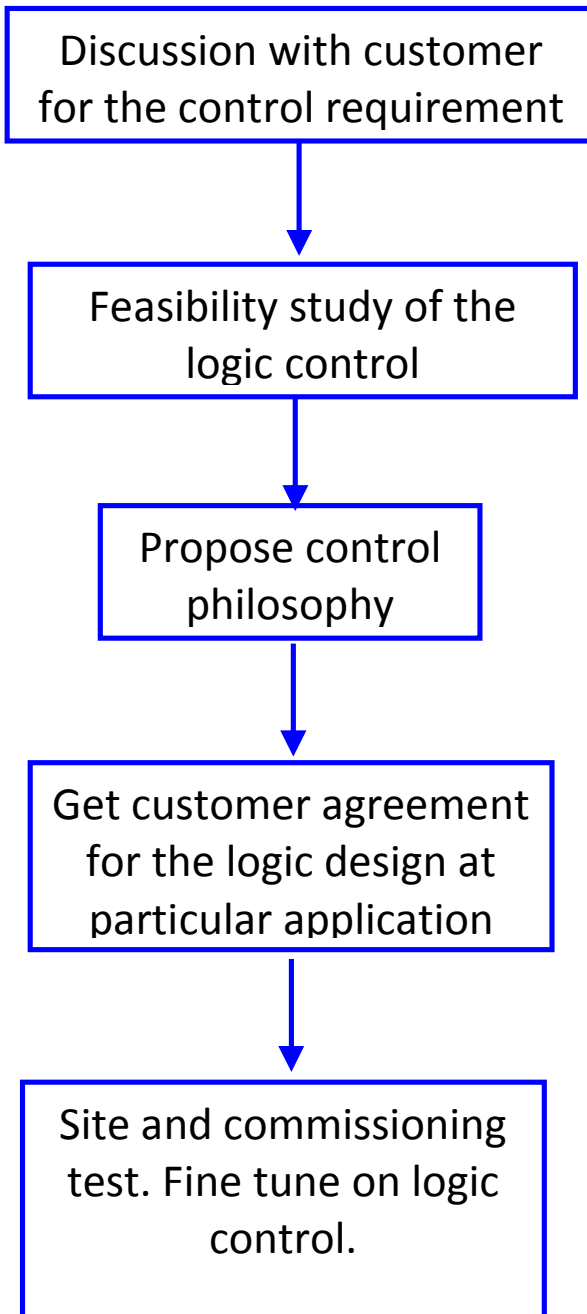 Discussion with customer
for the control requirement
Feasibility study of the
logic control
Propose control
philosophy
Get customer agreement
for the logic design at
particular application
Site and commissioning
test. Fine tune on logic
control.